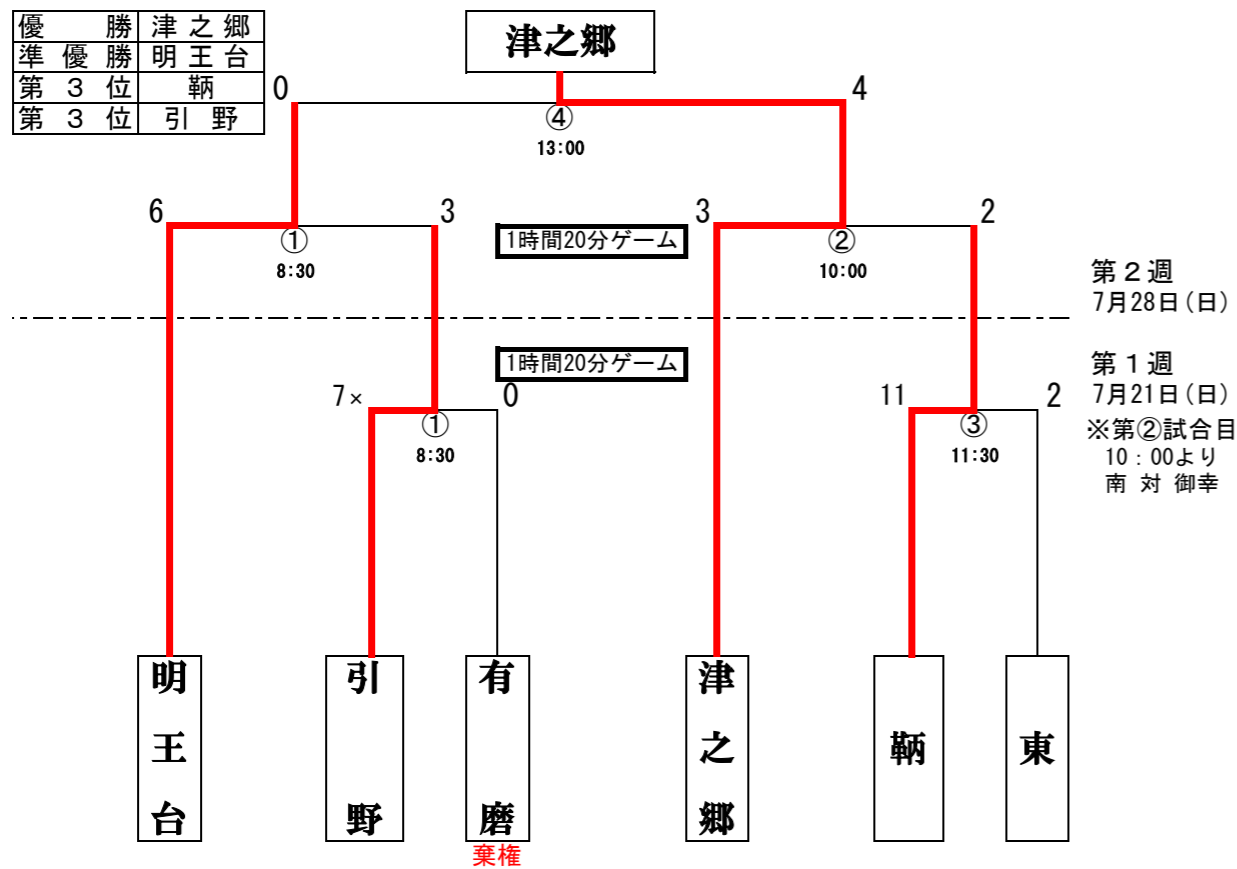 優勝 津之郷
準優勝 明王台
第３位 鞆
第３位 引野
津之郷
0 4
④
13:00
6 3 3 2
① ②
8:30 10:00
1時間20分ゲーム
第２週
7月28日(日)
1時間20分ゲーム
第１週
7月21日(日)
7× 0 11 2
① ③
8:30 11:30
※第②試合目
10：00より
南 対 御幸
明王台
引野
有磨
津之郷
鞆
東
棄権